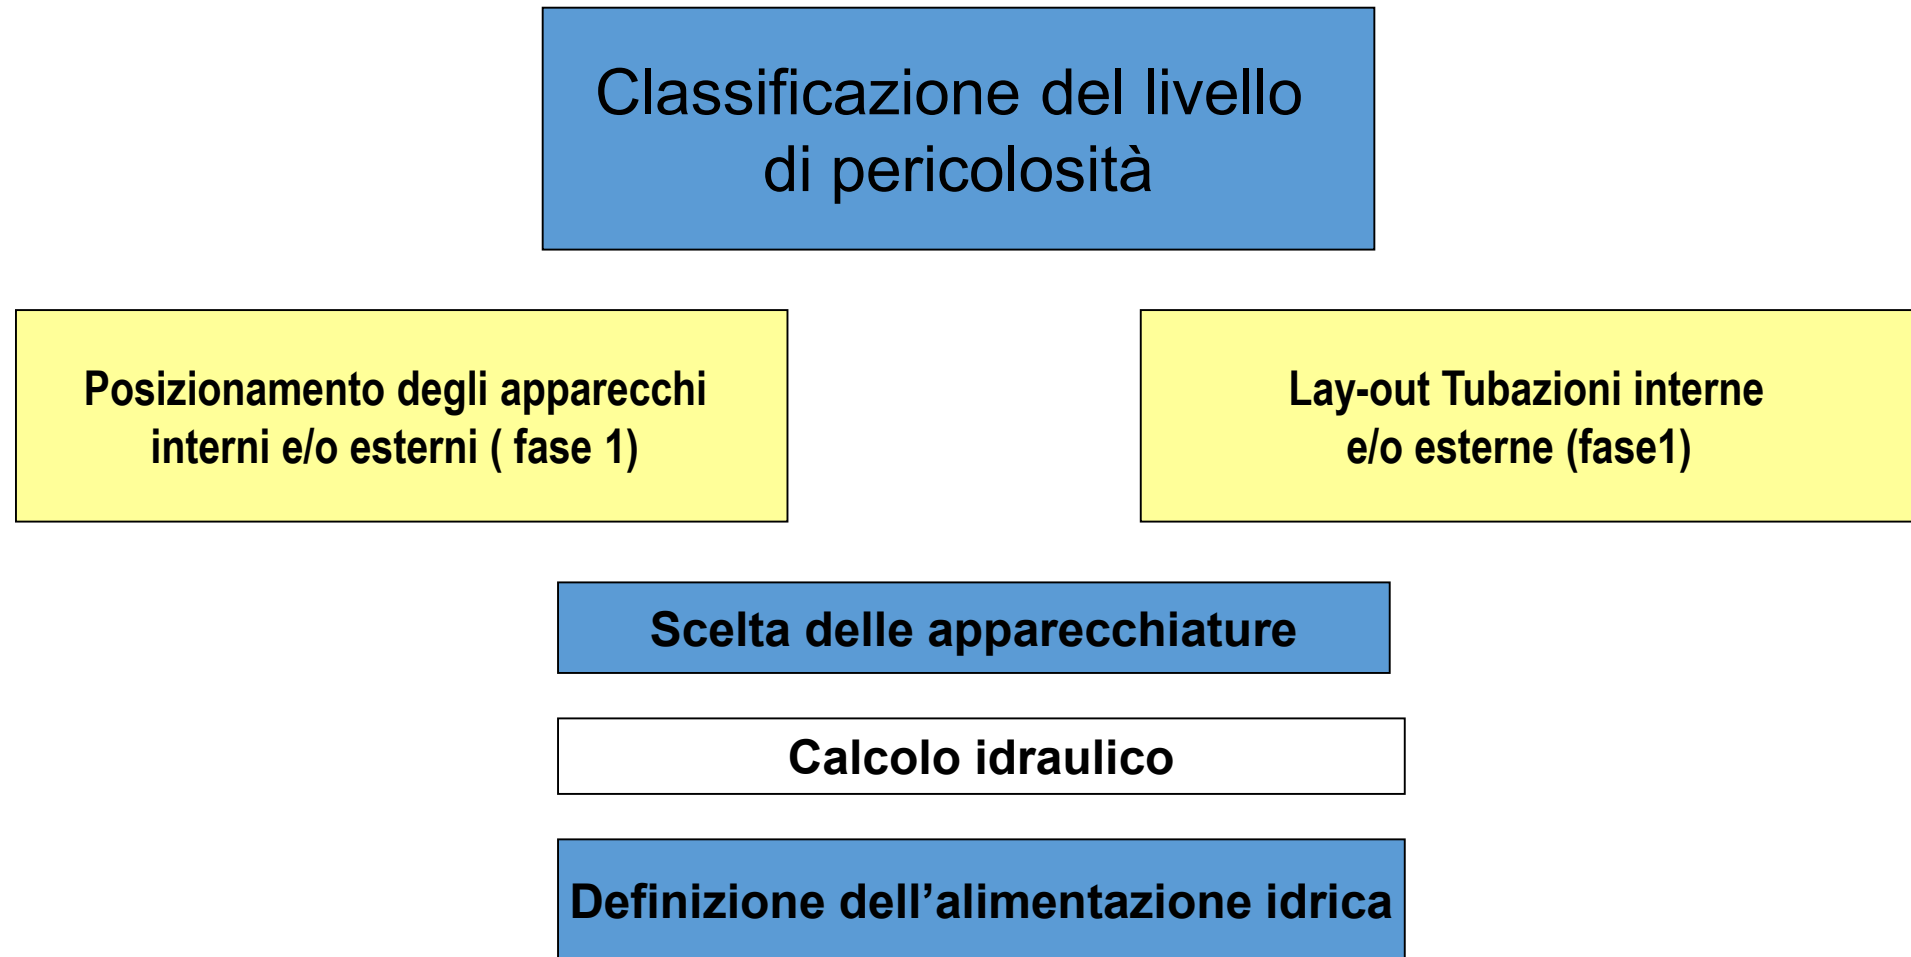 Classificazione del livello
di pericolosità
Posizionamento degli apparecchi
interni e/o esterni ( fase 1)
Lay-out Tubazioni interne
e/o esterne (fase1)
Scelta delle apparecchiature
Calcolo idraulico
Definizione dell’alimentazione idrica